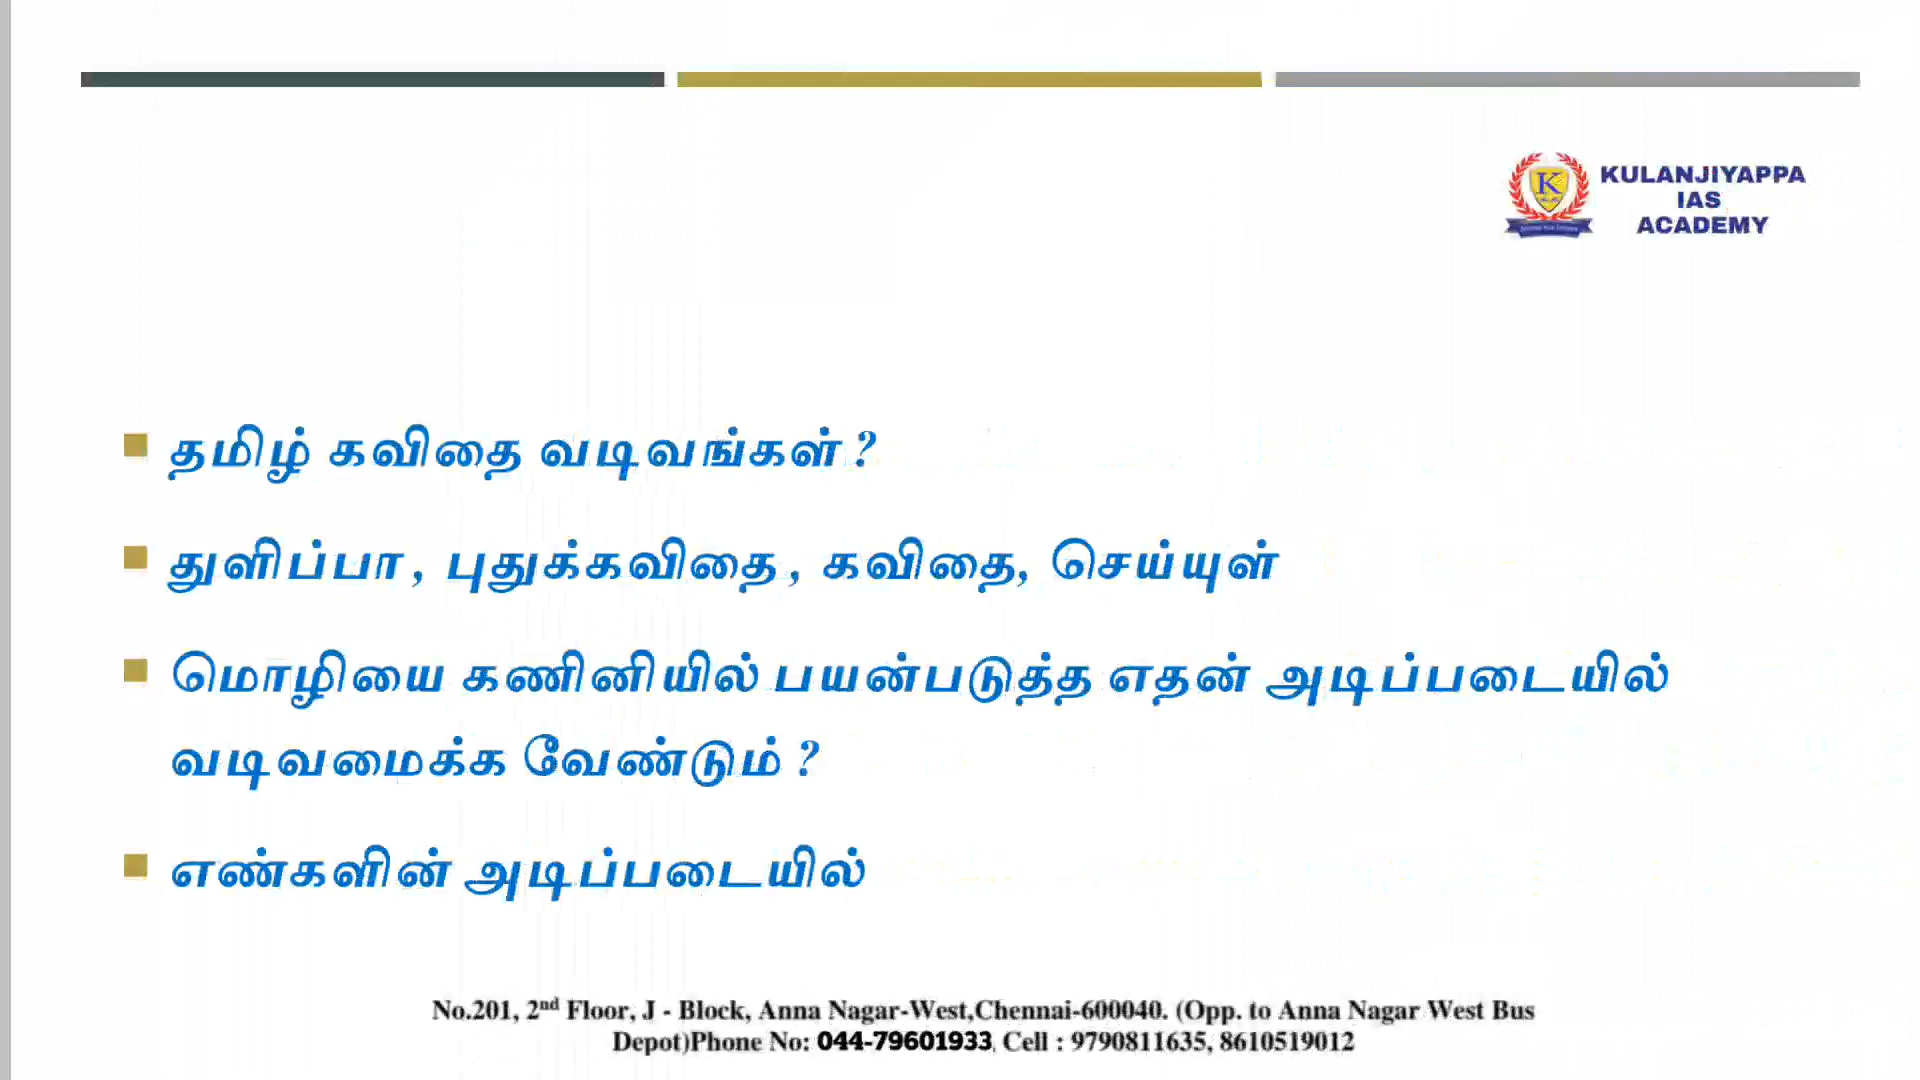 KULANJIYAPPA
IAS
ACADEMY
தமிழ் கவிதை வடிவங்கள் ?
துளிப்பா , புதுக்கவிதை , கவிதை, செய்யுள்
மொழியை கணினியில் பயன்படுத்த எதன் அடிப்படையில்
வடிவமைக்க வேண்டும் ?
எண்களின் அடிப்படையில்
No.201, 2nd Floor, J - Block, Anna Nagar-West,Chennai-600040. (Opp. to Anna Nagar West Bus
Depot)Phone No: 044-79601933, Cell : 9790811635, 8610519012